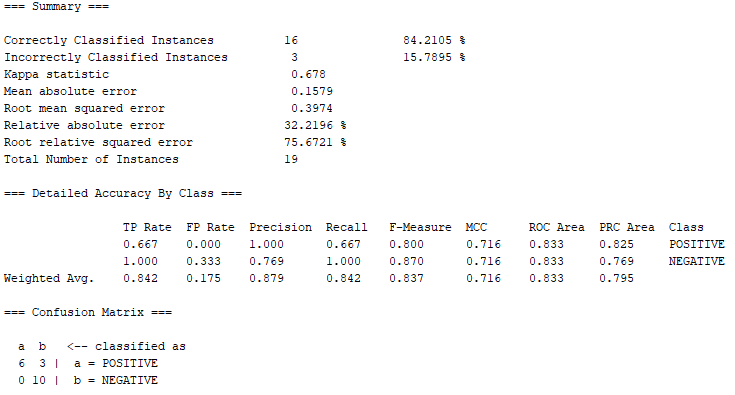 === Summary ===
Correctly Classified Instances 16 84.2105 %
Incorrectly Classified Instances 3 15.7895 %
Kappa statistic 0.678
Mean absolute error 0.1579
Root mean squared error 0.3974
Relative absolute error 32.2196 %
Root relative squared error 75.6721 %
Total Number of Instances 19
=== Detailed Accuracy By Class ===
TP Rate FP Rate Precision Recall F-Measure MCC ROC Area PRC Area Class
0.667 0.000 1.000 0.667 0.800 0.716 0.833 0.825 POSITIVE
1.000 0.333 0.769 1.000 0.870 0.716 0.833 0.769 NEGATIVE
Weighted Avg. 0.842 0.175 0.879 0.842 0.837 0.716 0.833 0.795
=== Confusion Matrix ===
a b <-- classified as
6 3 | a = POSITIVE
0 10 | b = NEGATIVE